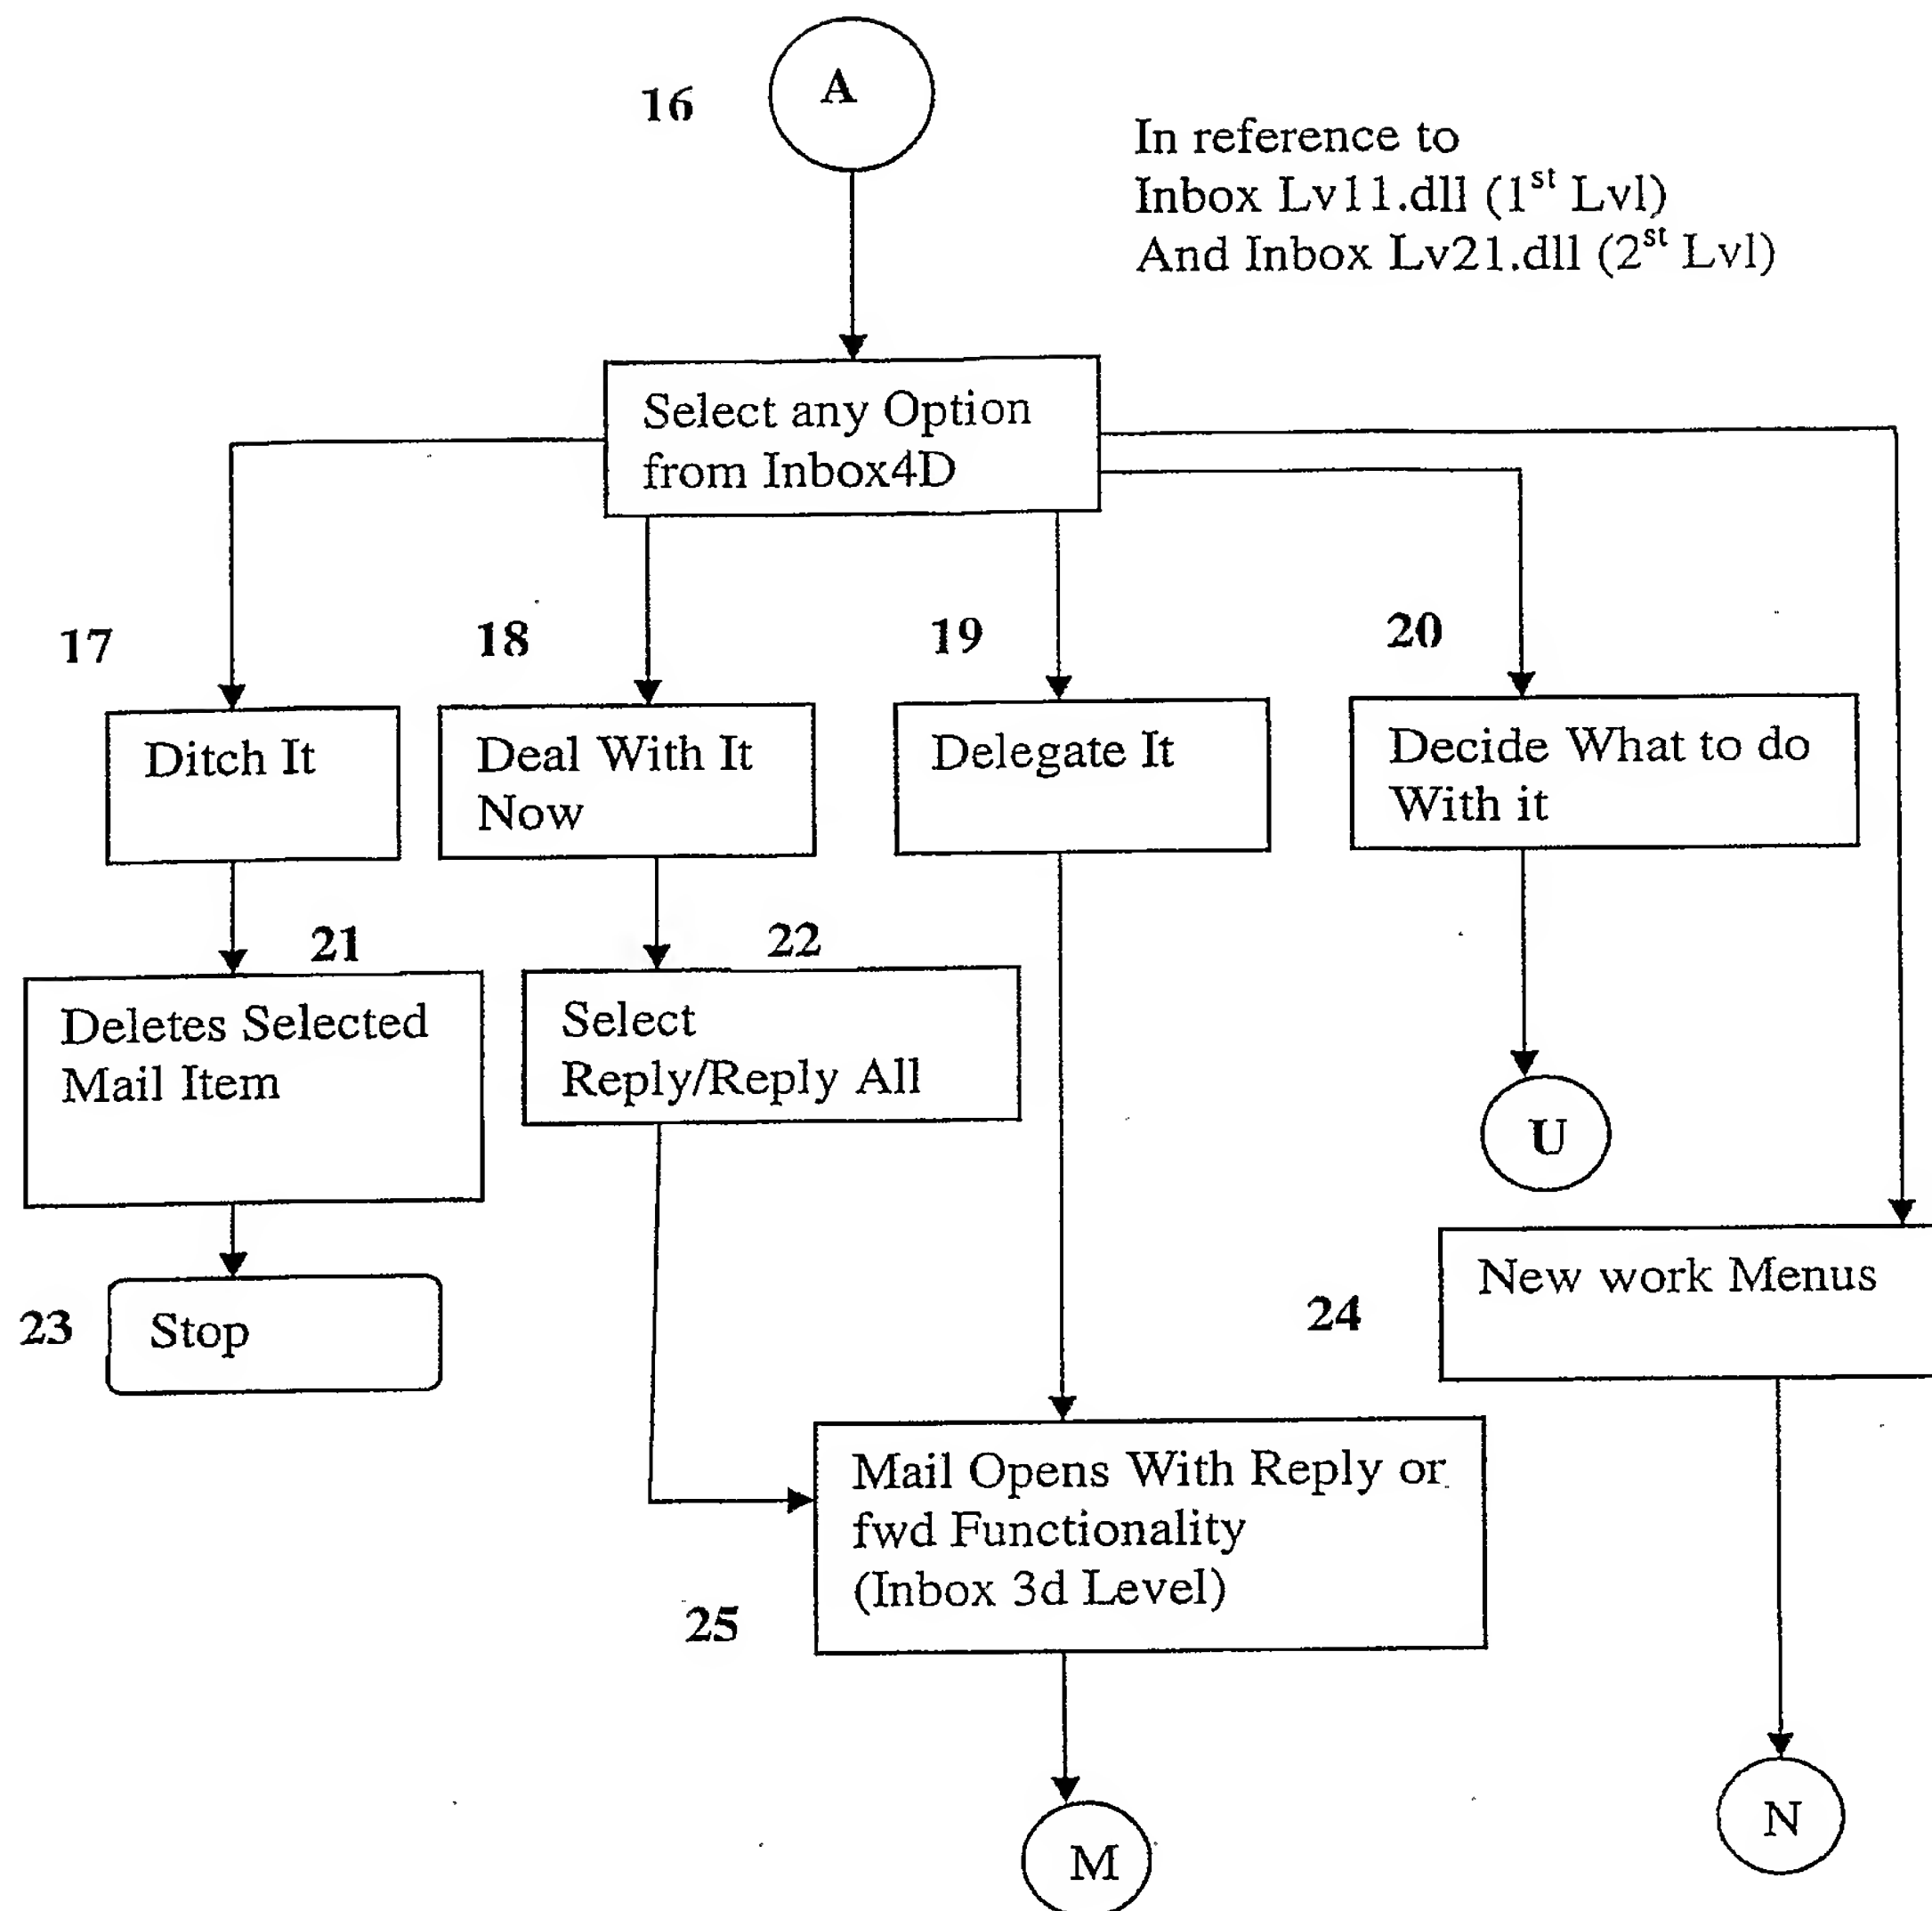 16
A
In reference to
Inbox Lv11.dll (1st Lvl)
And Inbox Lv21.dll (2st Lvl)
Select any Option
from Inbox4D
17
18
19
20
Ditch It
Deal With It
Now
Delegate It
Decide What to do
With it
21
22
Deletes Selected
Mail Item
Select
Reply/Reply All
U
23
Stop
24
New work Menus
Mail Opens With Reply or
fwd Functionality
(Inbox 3d Level)
25
M
N